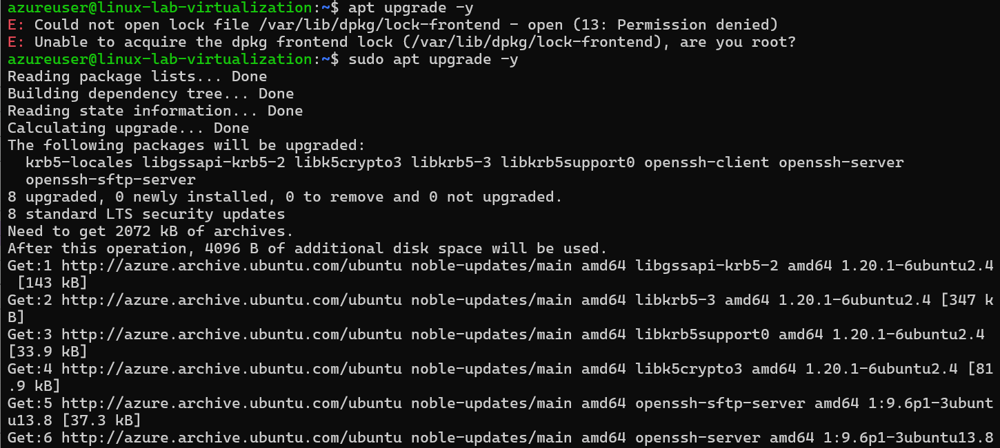 azureuser@linux-lab-virtualization:~$ apt upgrade -y
E: Could not open lock file /var/lib/dpkg/lock-frontend - open (13: Permission denied)
E: Unable to acquire the dpkg frontend lock (/var/lib/dpkg/lock-frontend), are you root?
azureuser@linux-lab-virtualization:~$ sudo apt upgrade -y
Reading package lists... Done
Building dependency tree... Done
Reading state information... Done
Calculating upgrade... Done
The following packages will be upgraded:
  krb5-locales libgssapi-krb5-2 libk5crypto3 libkrb5-3 libkrb5support0 openssh-client openssh-server
  openssh-sftp-server
8 upgraded, 0 newly installed, 0 to remove and 0 not upgraded.
8 standard LTS security updates
Need to get 2072 kB of archives.
After this operation, 4096 B of additional disk space will be used.
Get:1 http://azure.archive.ubuntu.com/ubuntu noble-updates/main amd64 libgssapi-krb5-2 amd64 1.20.1-6ubuntu2.4
 [143 kB]
Get:2 http://azure.archive.ubuntu.com/ubuntu noble-updates/main amd64 libkrb5-3 amd64 1.20.1-6ubuntu2.4 [347 k
B]
Get:3 http://azure.archive.ubuntu.com/ubuntu noble-updates/main amd64 libkrb5support0 amd64 1.20.1-6ubuntu2.4
[33.9 kB]
Get:4 http://azure.archive.ubuntu.com/ubuntu noble-updates/main amd64 libk5crypto3 amd64 1.20.1-6ubuntu2.4 [81
.9 kB]
Get:5 http://azure.archive.ubuntu.com/ubuntu noble-updates/main amd64 openssh-sftp-server amd64 1:9.6p1-3ubunt
u13.8 [37.3 kB]
Get:6 http://azure.archive.ubuntu.com/ubuntu noble-updates/main amd64 openssh-server amd64 1:9.6p1-3ubuntu13.8